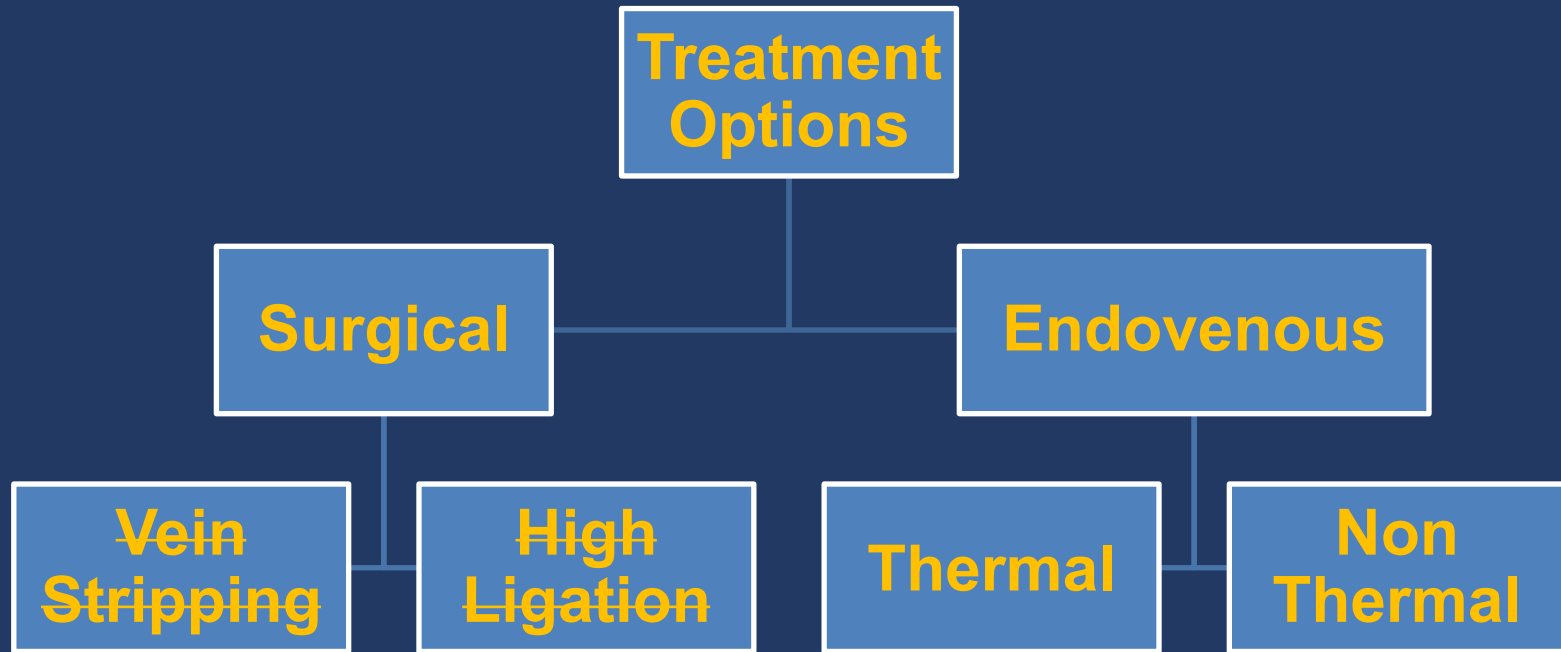 Treatment
Options
Surgical
Endovenous
Vein
Stripping
High
Ligation
Thermal
Non
Thermal